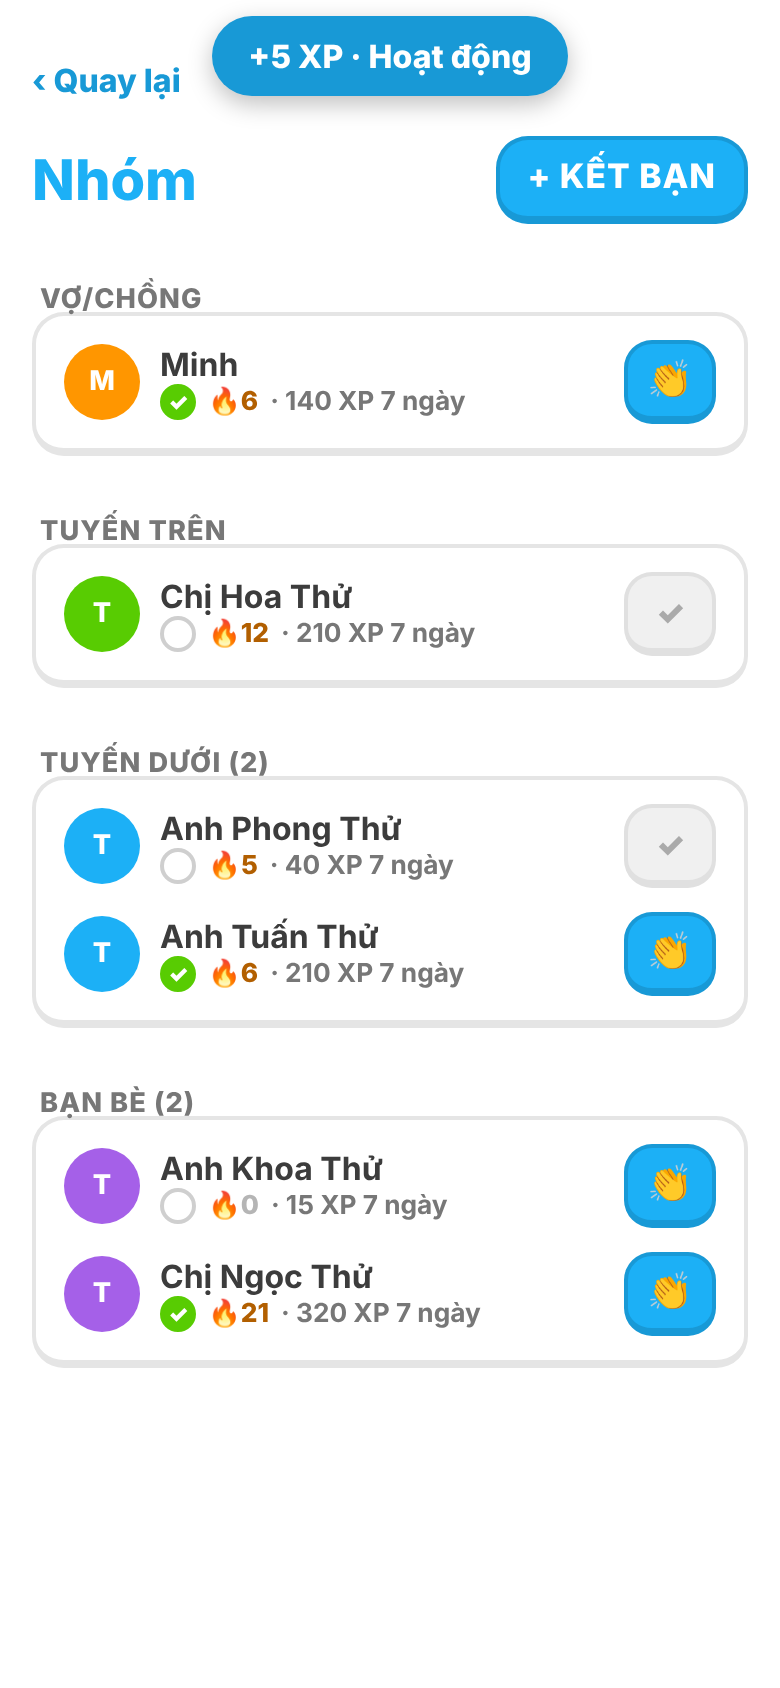 +5 XP · Hoạt động
‹ Quay lại
Nhóm
+ KẾT BẠN
VỢ/CHỒNG
M
Minh
🔥6 · 140 XP 7 ngày
TUYẾN TRÊN
T
Chị Hoa Thử
🔥12 · 210 XP 7 ngày
TUYẾN DƯỚI (2)
T
Anh Phong Thử
🔥5 · 40 XP 7 ngày
T
Anh Tuấn Thử
🔥6 · 210 XP 7 ngày
BẠN BÈ (2)
T
Anh Khoa Thử
🔥0 · 15 XP 7 ngày
T
Chị Ngọc Thử
🔥21 · 320 XP 7 ngày